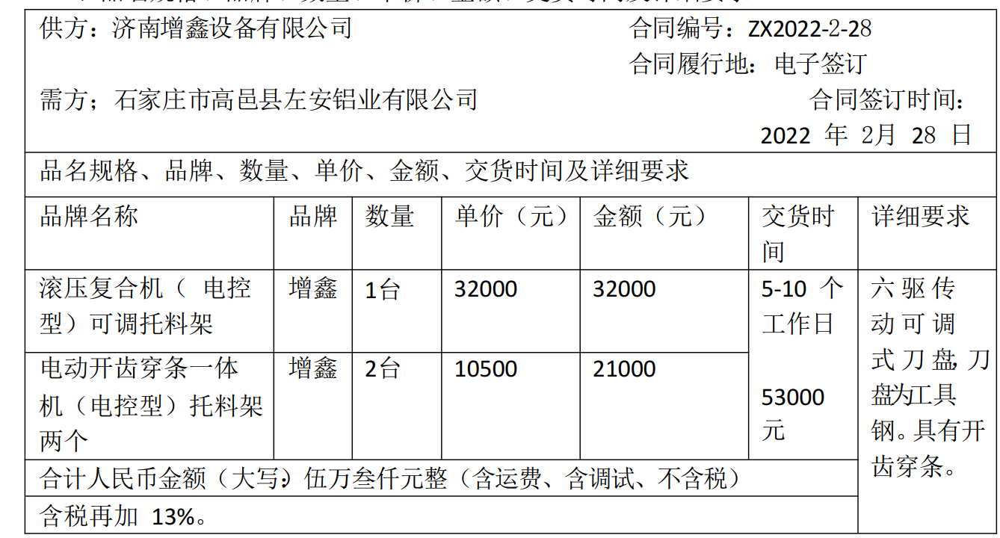 供方：济南增鑫设备有限公司 合同编号：ZX2022-2-28
合同履行地： 电子签订
需方；石家庄市高邑县左安铝业有限公司 合同签订时间：
2022 年 2月 28 日
品名规格、品牌、数量、单价、金额、交货时间及详细要求
品牌名称 品牌 数量 单价（元） 金额（元） 交货时 详细要求
间
滚压复合机（ 电控 增鑫 1台 32000 32000 5-10 个 六 驱 传
型）可调托料架 工作日 动 可 调
电动开齿穿条一体 增鑫 2台 10500 21000 式 刀 盘，刀
机（电控型）托料架 53000 盘为工具
两个 元 钢。具有开
合计人民币金额（大写）：伍万叁仟元整（含运费、含调试、不含税） 齿穿条。
含税再加 13%。